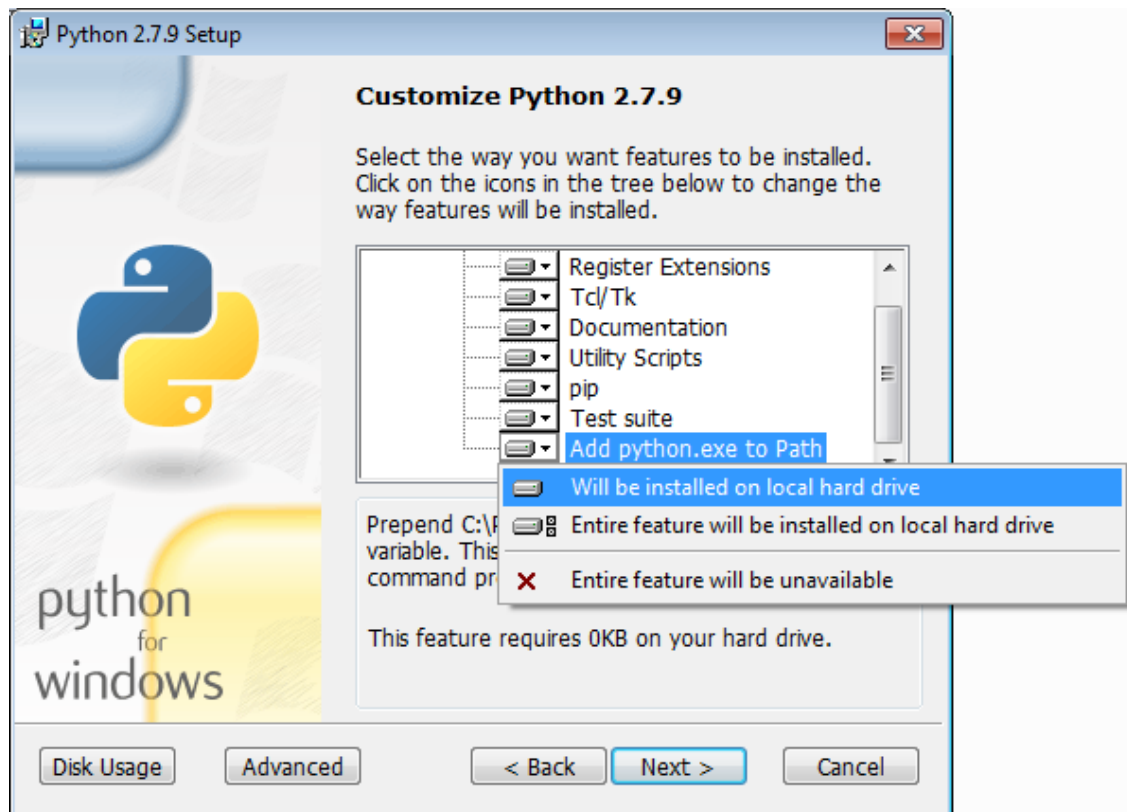 Python 2.7.9 Setup
Customize Python 2.7.9
Select the way you want features to be installed.
Click on the icons in the tree below to change the
way features will be installed.
Register Extensions
Tcl/Tk
Documentation
Utility Scripts
pip
Test suite
Add python.exe to Path
Will be installed on local hard drive
Entire feature will be installed on local hard drive
Entire feature will be unavailable
Prepend C:\
variable. This
command
This feature requires 0KB on your hard drive.
python
for
windows
Disk Usage
Advanced
< Back
Next >
Cancel